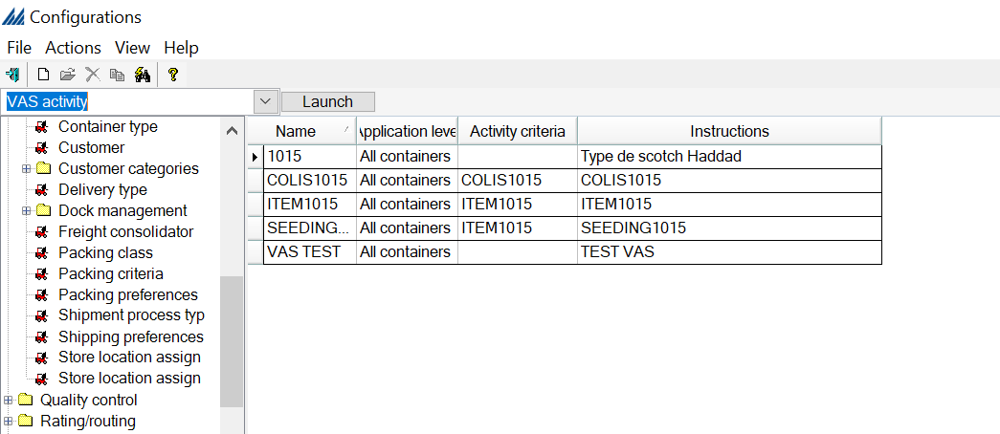 Configurations
File Actions View Help
VAS activity Launch
Container type
Customer
Customer categories
Delivery type
Dock management
Freight consolidator
Packing class
Packing criteria
Packing preferences
Shipment process typ
Shipping preferences
Store location assign
Store location assign
Quality control
Rating/routing
Name Application leve Activity criteria Instructions
1015 All containers Type de scotch Haddad
COLIS1015 All containers COLIS1015 COLIS1015
ITEM1015 All containers ITEM1015 ITEM1015
SEEDING... All containers ITEM1015 SEEDING1015
VAS TEST All containers TEST VAS